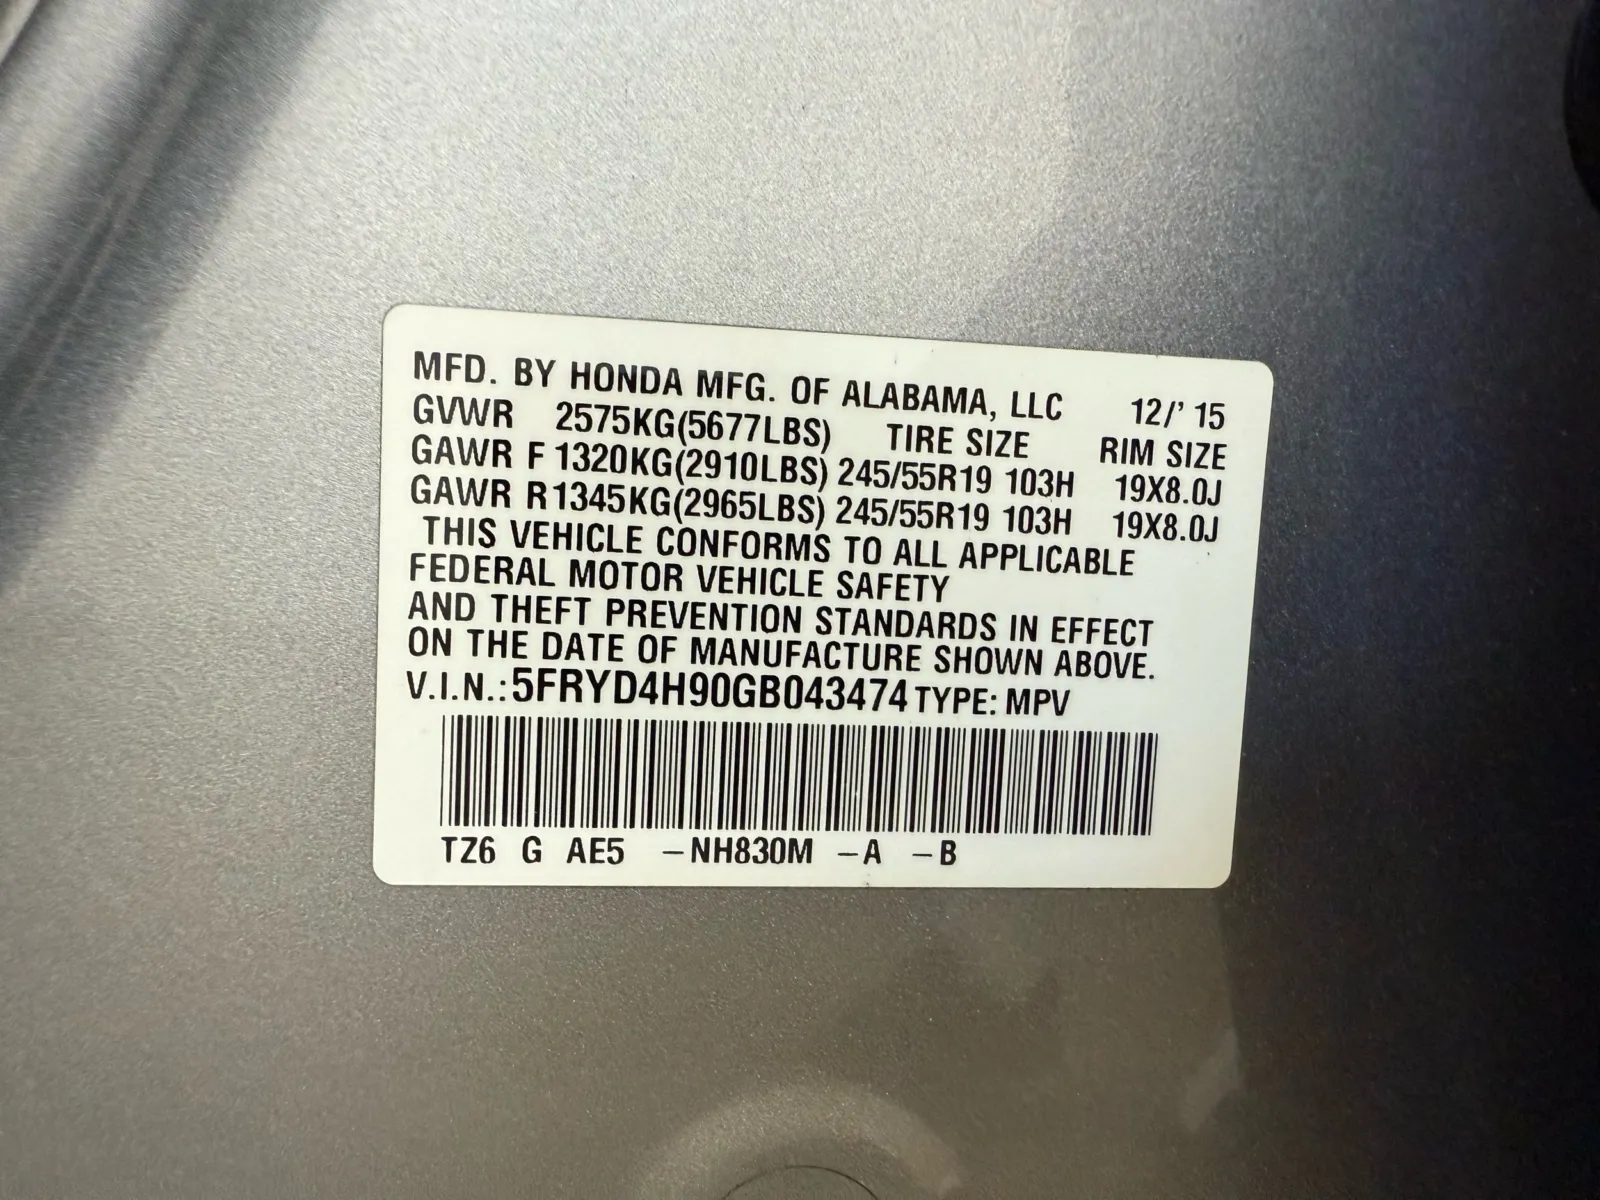 MFD. BY HONDA MFG. OF ALABAMA, LLC 12/' 15
GVWR 2575KG(5677LBS) TIRE SIZE RIM SIZE
GAWR F 1320KG(2910LBS) 245/55R19 103H 19X8.0J
GAWR R1345KG(2965LBS) 245/55R19 103H 19X8.0J
THIS VEHICLE CONFORMS TO ALL APPLICABLE
FEDERAL MOTOR VEHICLE SAFETY
AND THEFT PREVENTION STANDARDS IN EFFECT
ON THE DATE OF MANUFACTURE SHOWN ABOVE.
V.I.N.:5FRYD4H90GB043474 TYPE: MPV
TZ6 G AE5 -NH830M -A -B